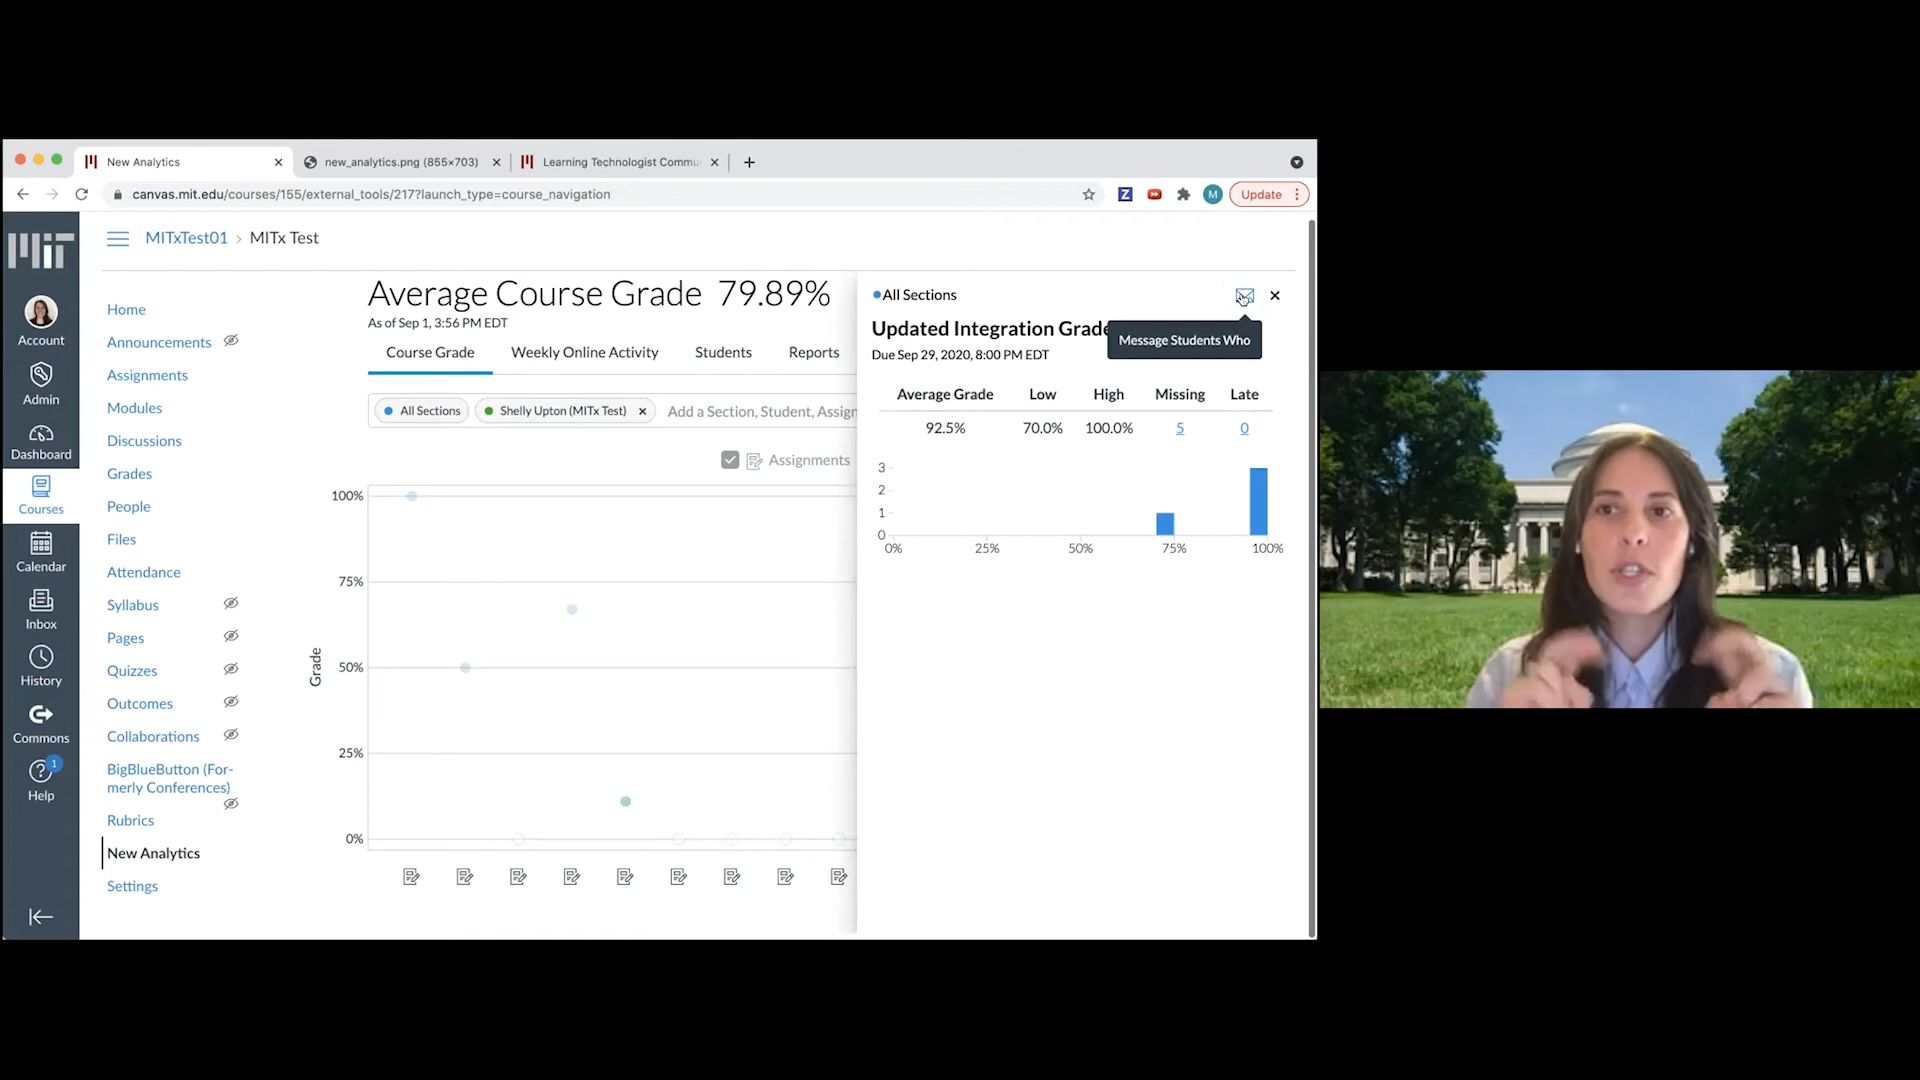 New Analytics
new_analytics.png (855×703)
Learning Technologist Commu
canvas.mit.edu/courses/155/external_tools/217?launch_type=course_navigation
Z
M
Update
MIT
MITxTest01 › MITx Test
Account
Admin
Dashboard
Courses
Calendar
Inbox
History
Commons
1
Help
Home
Announcements
Assignments
Modules
Discussions
Grades
People
Files
Attendance
Syllabus
Pages
Quizzes
Outcomes
Collaborations
BigBlueButton (For-
merly Conferences)
Rubrics
New Analytics
Settings
Average Course Grade 79.89%
As of Sep 1, 3:56 PM EDT
Course Grade Weekly Online Activity Students Reports
All Sections Shelly Upton (MITx Test) Add a Section, Student, Assign
Assignments
Grade
100%
75%
50%
25%
0%
All Sections
Updated Integration Grade
Message Students Who
Due Sep 29, 2020, 8:00 PM EDT
Average Grade Low High Missing Late
92.5% 70.0% 100.0% 5 0
3
2
1
0
0% 25% 50% 75% 100%